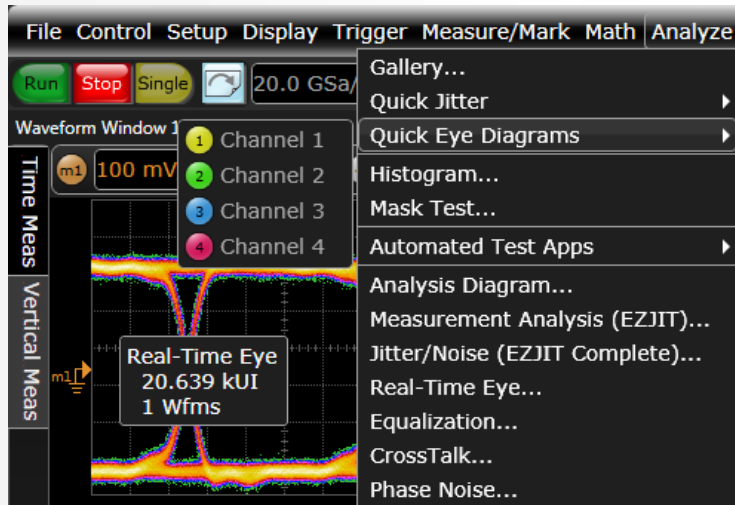 File Control Setup Display Trigger Measure/Mark Math Analyze
Run Stop Single 20.0 GSa/
Waveform Window 1
Time Meas
Vertical Meas
m1 100 mV
1 Channel 1
2 Channel 2
3 Channel 3
4 Channel 4
m1
Real-Time Eye
20.639 kUI
1 Wfms
Gallery...
Quick Jitter
Quick Eye Diagrams
Histogram...
Mask Test...
Automated Test Apps
Analysis Diagram...
Measurement Analysis (EZJIT)...
Jitter/Noise (EZJIT Complete)...
Real-Time Eye...
Equalization...
CrossTalk...
Phase Noise...